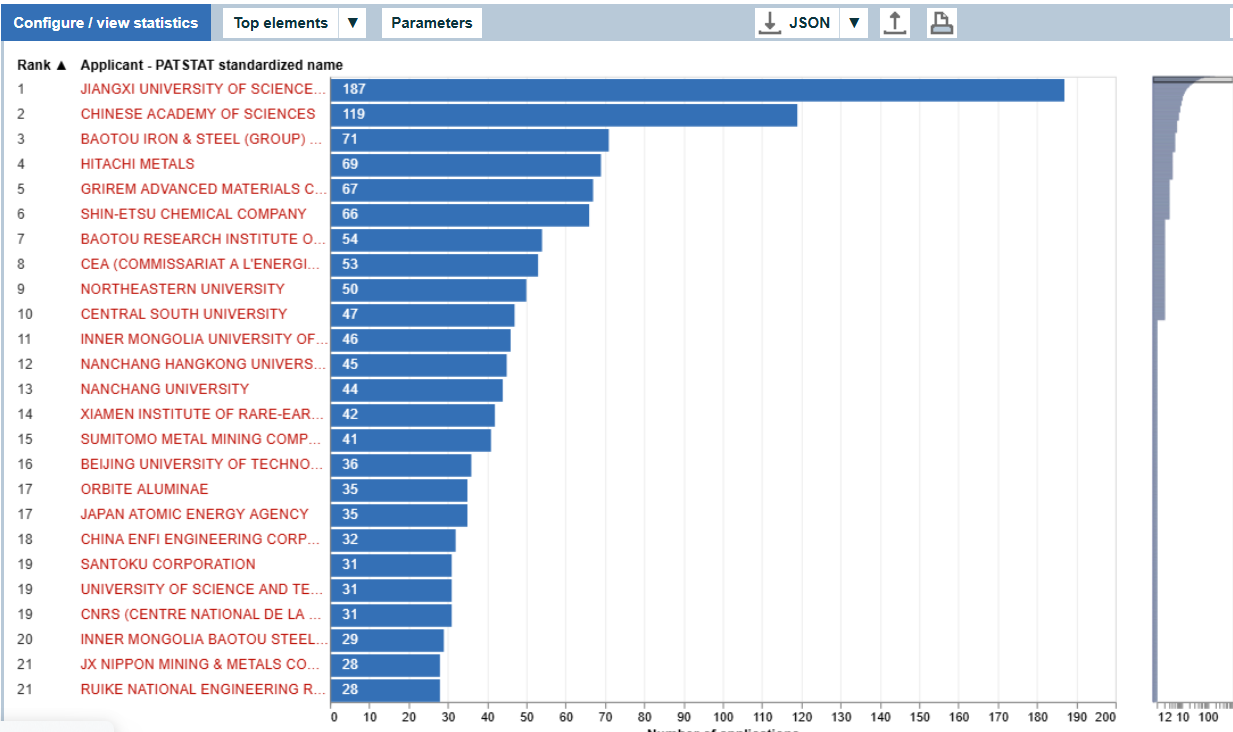 Configure / view statistics Top elements ▼ Parameters JSON ▼
Rank ▲ Applicant - PATSTAT standardized name
1 JIANGXI UNIVERSITY OF SCIENCE... 187
2 CHINESE ACADEMY OF SCIENCES 119
3 BAOTOU IRON & STEEL (GROUP) ... 71
4 HITACHI METALS 69
5 GRIREM ADVANCED MATERIALS C... 67
6 SHIN-ETSU CHEMICAL COMPANY 66
7 BAOTOU RESEARCH INSTITUTE O... 54
8 CEA (COMMISSARIAT A L'ENERGI... 53
9 NORTHEASTERN UNIVERSITY 50
10 CENTRAL SOUTH UNIVERSITY 47
11 INNER MONGOLIA UNIVERSITY OF... 46
12 NANCHANG HANGKONG UNIVERS... 45
13 NANCHANG UNIVERSITY 44
14 XIAMEN INSTITUTE OF RARE-EAR... 42
15 SUMITOMO METAL MINING COMP... 41
16 BEIJING UNIVERSITY OF TECHNO... 36
17 ORBITE ALUMINAE 35
17 JAPAN ATOMIC ENERGY AGENCY 35
18 CHINA ENFI ENGINEERING CORP... 32
19 SANTOKU CORPORATION 31
19 UNIVERSITY OF SCIENCE AND TE... 31
19 CNRS (CENTRE NATIONAL DE LA ... 31
20 INNER MONGOLIA BAOTOU STEEL... 29
21 JX NIPPON MINING & METALS CO... 28
21 RUIKE NATIONAL ENGINEERING R... 28
0 10 20 30 40 50 60 70 80 90 100 110 120 130 140 150 160 170 180 190 200 12 10 100
Number of applications